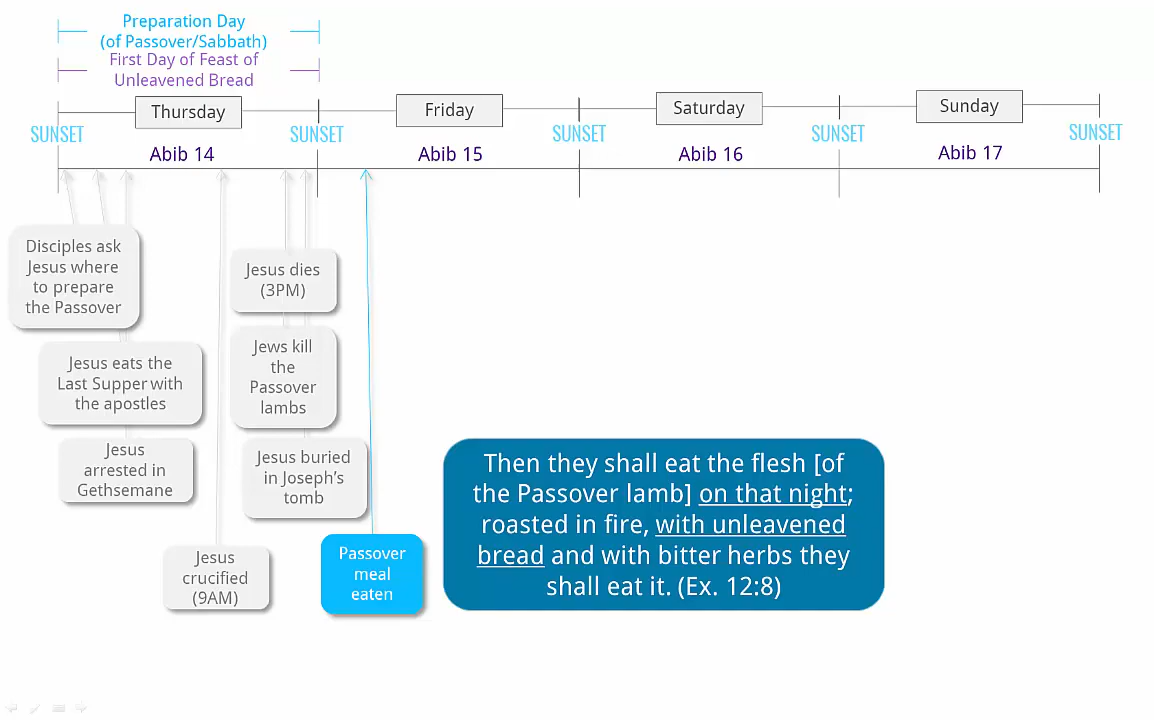 Preparation Day
(of Passover/Sabbath)
First Day of Feast of
Unleavened Bread
Thursday
Friday
Saturday
Sunday
SUNSET
SUNSET
SUNSET
SUNSET
SUNSET
Abib 14
Abib 15
Abib 16
Abib 17
Disciples ask
Jesus where
to prepare
the Passover
Jesus eats the
Last Supper with
the apostles
Jesus
arrested in
Gethsemane
Jesus
crucified
(9AM)
Jesus dies
(3PM)
Jews kill
the
Passover
lambs
Jesus buried
in Joseph's
tomb
Passover
meal
eaten
Then they shall eat the flesh [of
the Passover lamb] on that night;
roasted in fire, with unleavened
bread and with bitter herbs they
shall eat it. (Ex. 12:8)